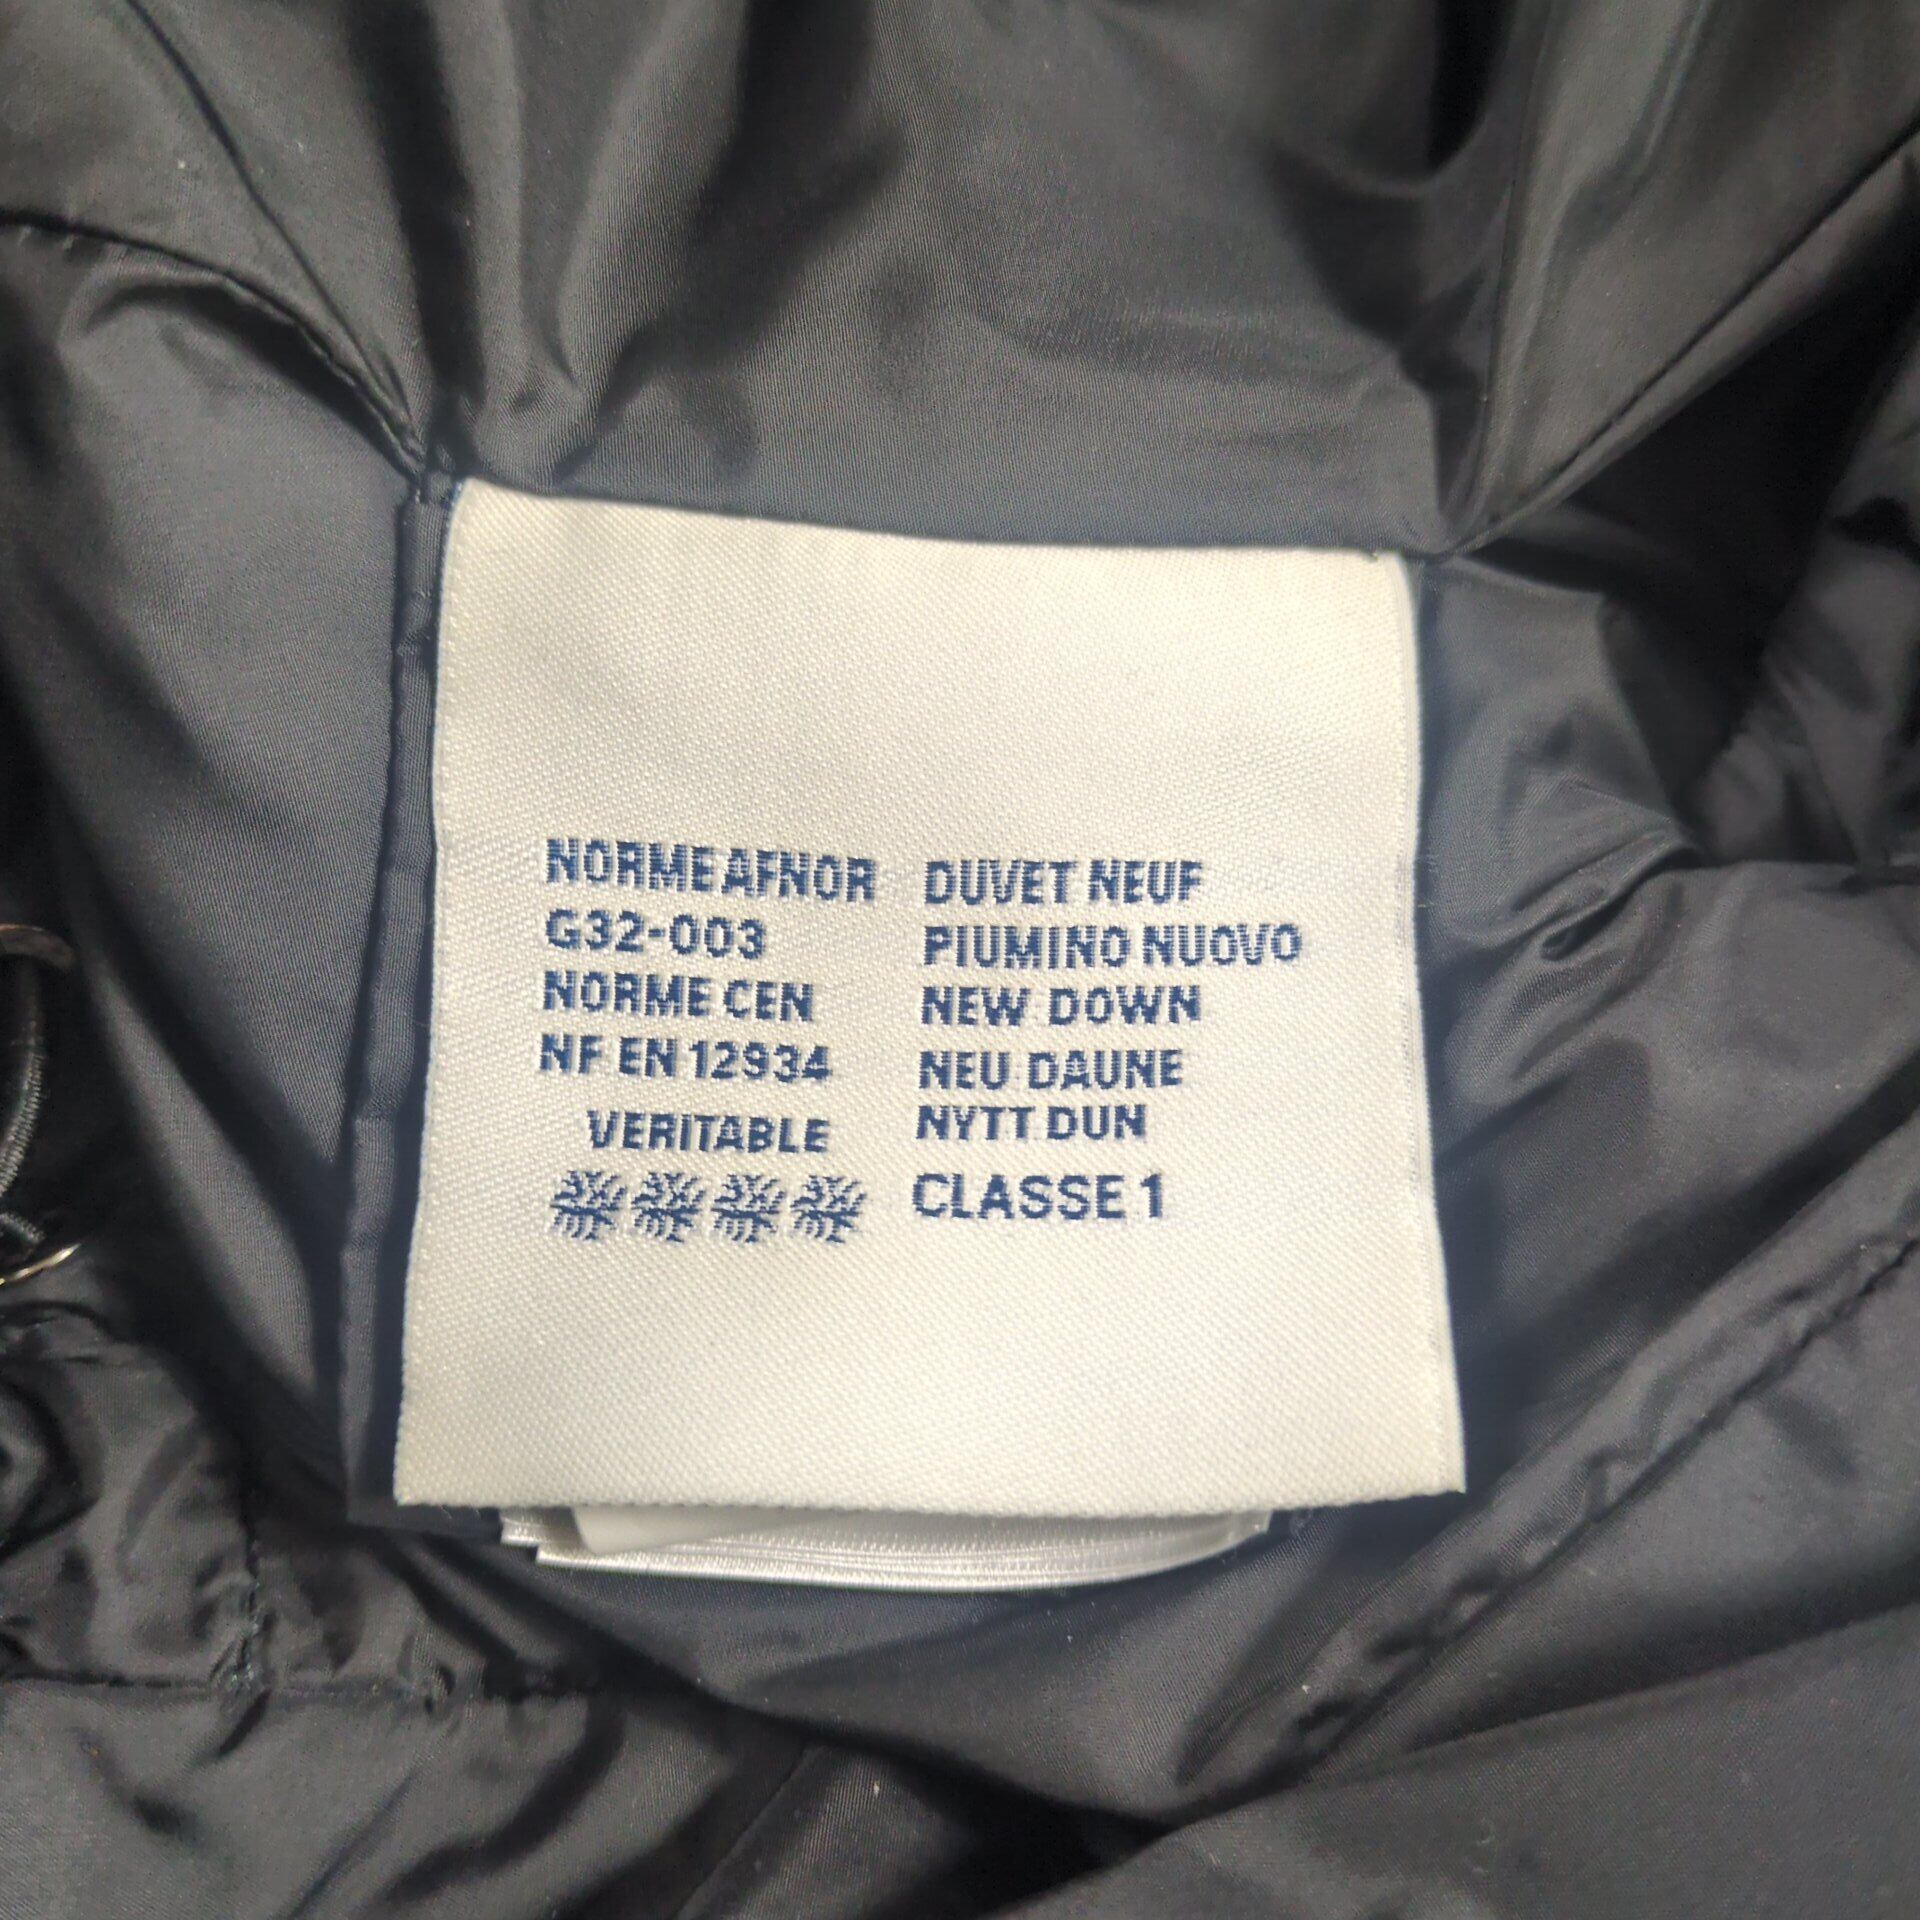 NORME AFNOR
G32-003
NORME CEN
NF EN 12934
VERITABLE
DUVET NEUF
PIUMINO NUOVO
NEW DOWN
NEU DAUNE
NYTT DUN
CLASSE 1